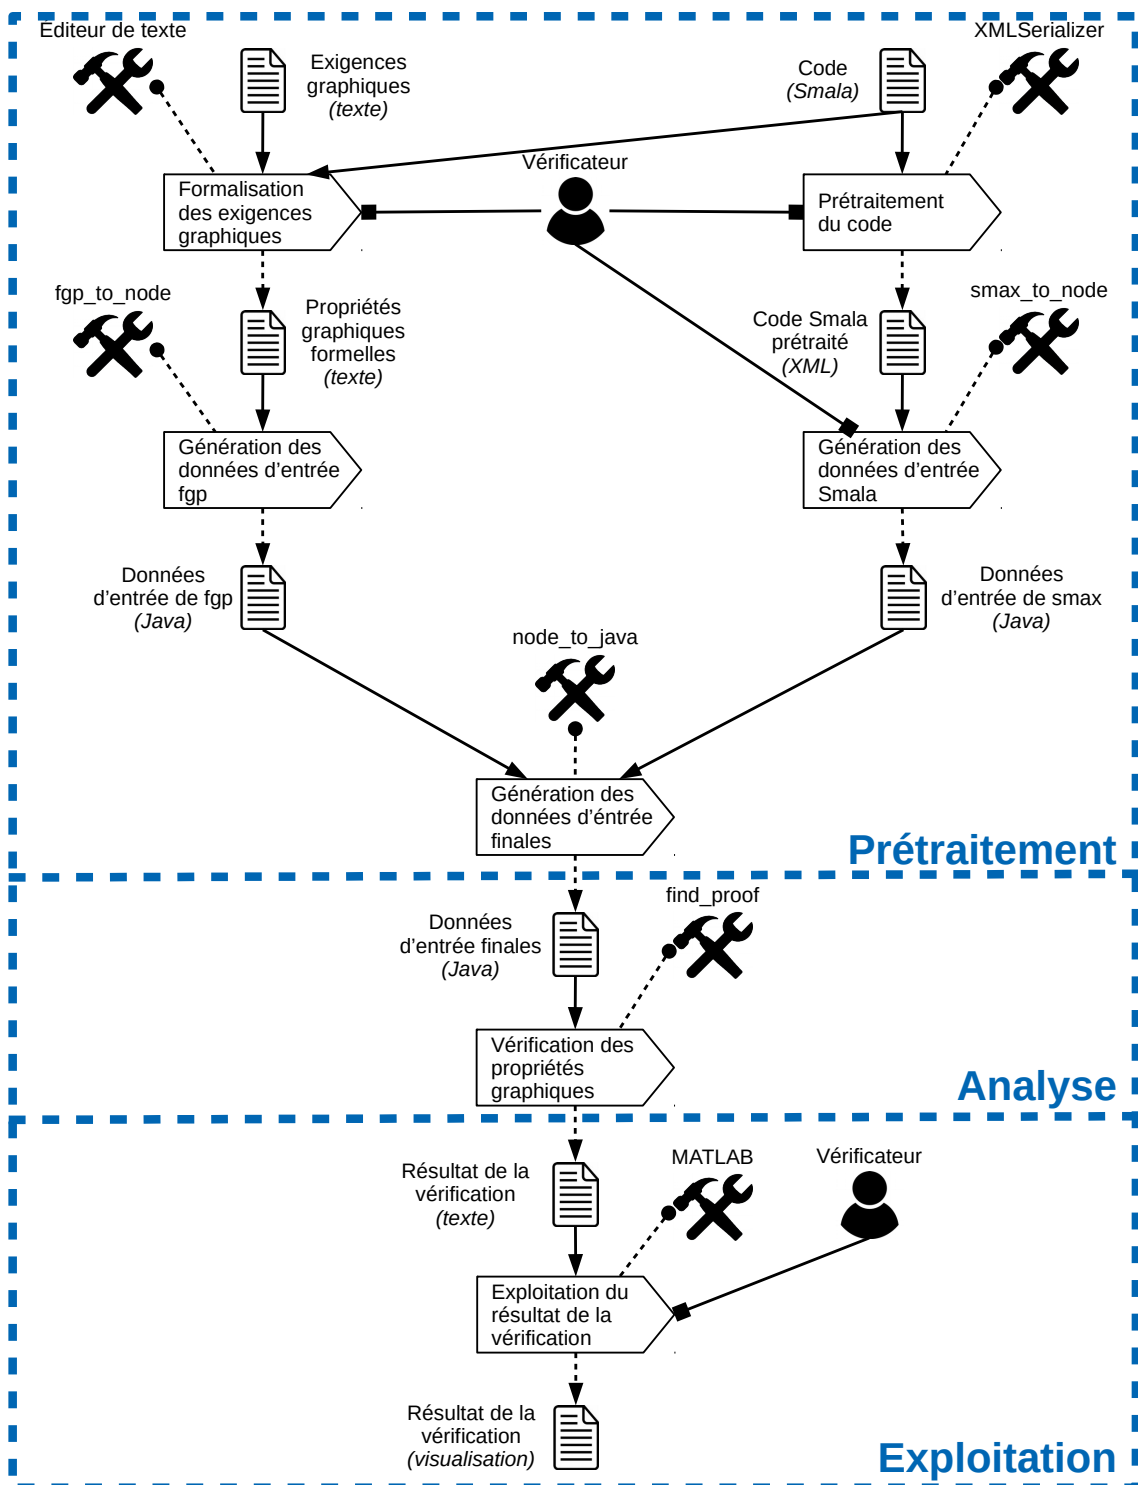 Éditeur de texte
Exigences
graphiques
(texte)
Code
(Smala)
XMLSerializer
Vérificateur
Formalisation
des exigences
graphiques
Prétraitement
du code
fgp_to_node
Propriétés
graphiques
formelles
(texte)
Code Smala
prétraité
(XML)
smax_to_node
Génération des
données d'entrée
fgp
Génération des
données d'entrée
Smala
Données
d'entrée de fgp
(Java)
Données
d'entrée de smax
(Java)
node_to_java
Génération des
données d'éntrée
finales
Prétraitement
find_proof
Données
d'entrée finales
(Java)
Vérification des
propriétés
graphiques
Analyse
MATLAB
Vérificateur
Résultat de la
vérification
(texte)
Exploitation du
résultat de la
vérification
Résultat de la
vérification
(visualisation)
Exploitation